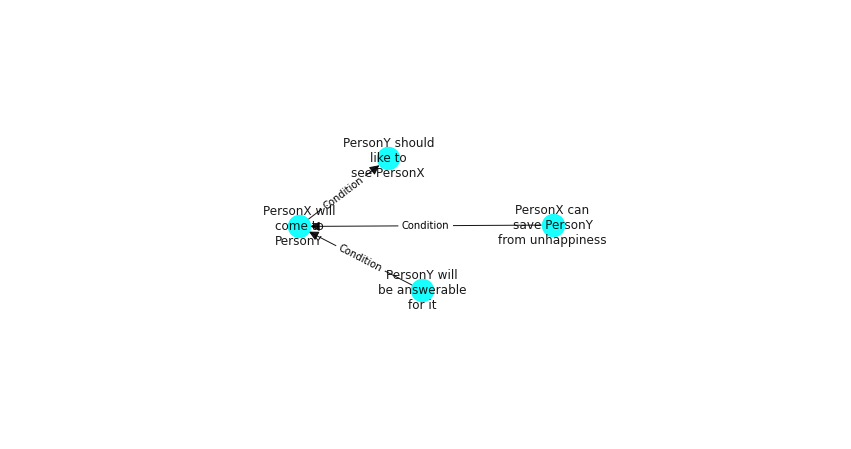 PersonY should
like to
see PersonX
Condition
PersonX will
come to
PersonY
Condition
PersonX can
save PersonY
from unhappiness
Condition
PersonY will
be answerable
for it